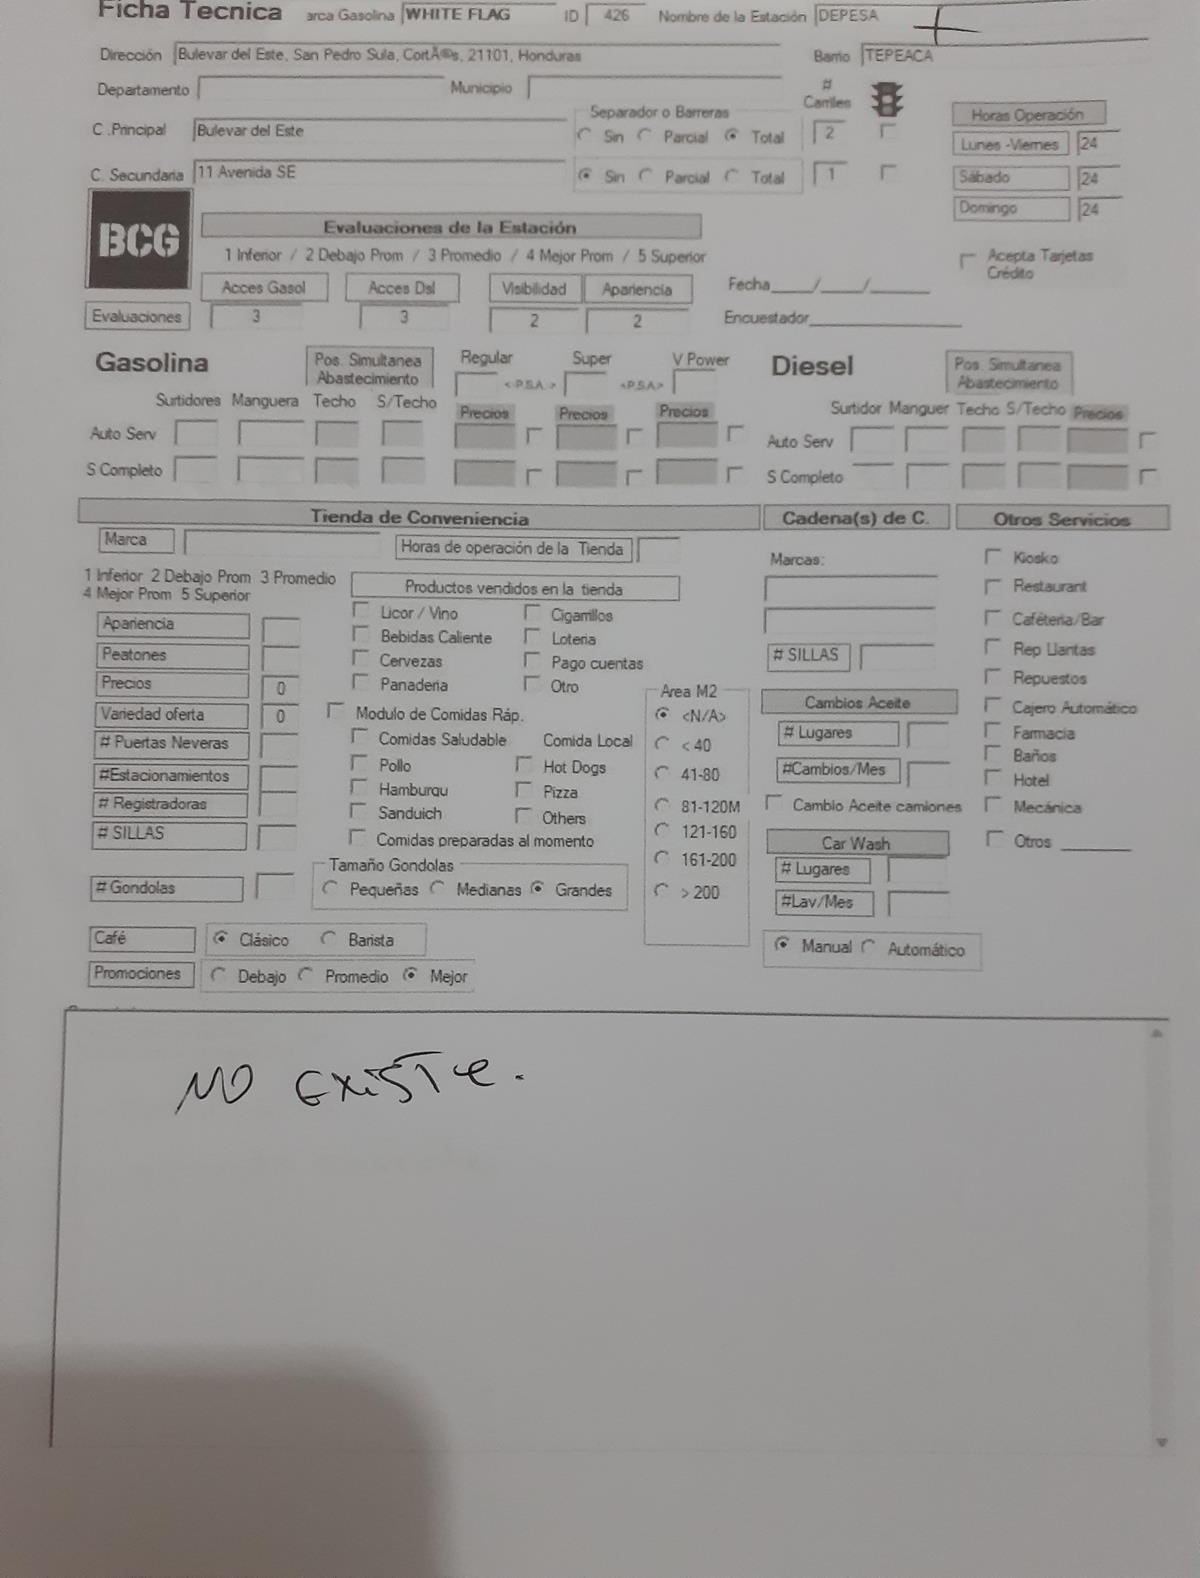 Ficha Tecnica arca Gasolina WHITE FLAG ID 426 Nombre de la Estación DEPESA
Dirección Bulevar del Este, San Pedro Sula, CortÃ©s, 21101, Honduras Barrio TEPEACA
Departamento Municipio # Carriles
Separador o Barreras
C .Principal Bulevar del Este Sin Parcial Total 2
C. Secundaria 11 Avenida SE Sin Parcial Total 1
Horas Operación
Lunes -Viernes 24
Sábado 24
Domingo 24
BCG
Evaluaciones de la Estación
1 Inferior / 2 Debajo Prom / 3 Promedio / 4 Mejor Prom / 5 Superior
Acces Gasol Acces Dsl Visibilidad Apariencia
Evaluaciones 3 3 2 2
Fecha____/____/______
Encuestador
Acepta Tarjetas
Crédito
Gasolina
Pos. Simultanea
Abastecimiento
Regular Super V Power
<-P.S.A.-> <P.S.A>
Surtidores Manguera Techo S/Techo Precios Precios Precios
Auto Serv
S Completo
Diesel
Pos. Simultanea
Abastecimiento
Surtidor Manguer Techo S/Techo Precios
Auto Serv
S Completo
Tienda de Conveniencia
Marca Horas de operación de la Tienda
1 Inferior 2 Debajo Prom 3 Promedio
4 Mejor Prom 5 Superior
Apariencia
Peatones
Precios 0
Variedad oferta 0
# Puertas Neveras
#Estacionamientos
# Registradoras
# SILLAS
# Gondolas
Productos vendidos en la tienda
Licor / Vino Cigarrillos
Bebidas Caliente Loteria
Cervezas Pago cuentas
Panaderia Otro
Modulo de Comidas Ráp.
Comidas Saludable Comida Local
Pollo Hot Dogs
Hamburqu Pizza
Sanduich Others
Comidas preparadas al momento
Tamaño Gondolas
Pequeñas Medianas Grandes
Area M2
<N/A>
< 40
41-80
81-120M
121-160
161-200
> 200
Café Clásico Barista
Promociones Debajo Promedio Mejor
Cadena(s) de C.
Marcas:
# SILLAS
Cambios Aceite
# Lugares
#Cambios/Mes
Cambio Aceite camiones
Car Wash
# Lugares
#Lav/Mes
Manual Automático
Otros Servicios
Kiosko
Restaurant
Caféteria/Bar
Rep Llantas
Repuestos
Cajero Automático
Farmacia
Baños
Hotel
Mecánica
Otros
NO EXISTe.